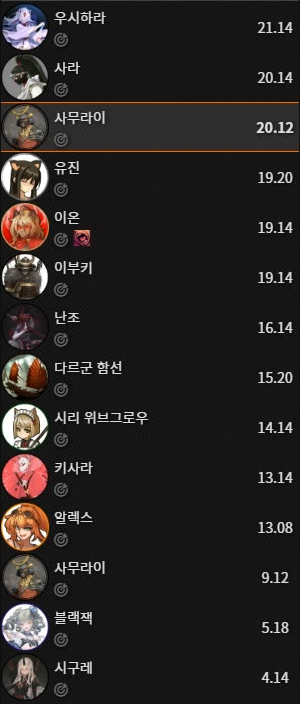 우시하라
21.14
사라
20.14
사무라이
20.12
유진
19.20
이온
19.14
이부키
19.14
난조
16.14
다르군 함선
15.20
시리 위브그로우
14.14
키사라
13.14
알렉스
13.08
사무라이
9.12
블랙잭
5.18
시구레
4.14